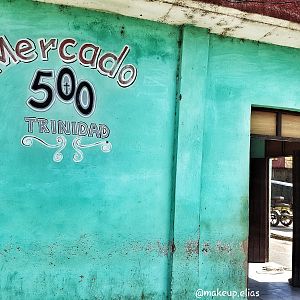 Mercado
500
TRINIDAD
@makeup.elias